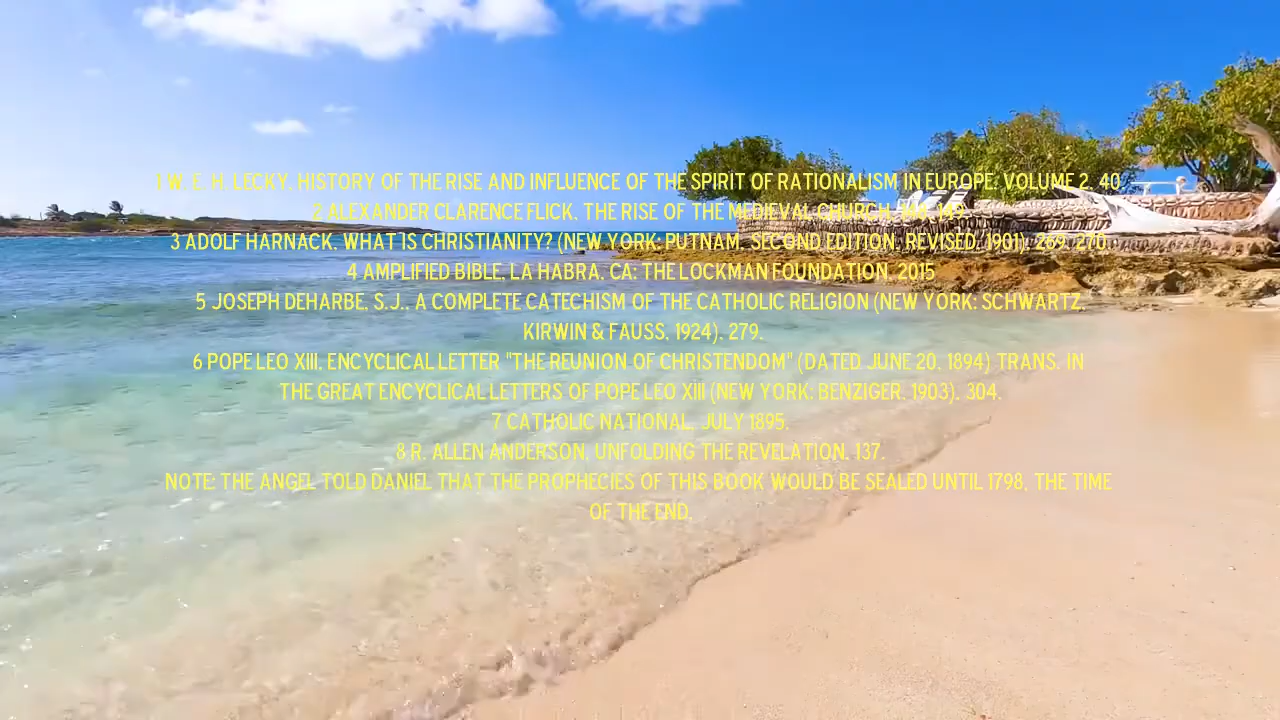 1 W. E. H. LECKY, HISTORY OF THE RISE AND INFLUENCE OF THE SPIRIT OF RATIONALISM IN EUROPE, VOLUME 2, 40.
2 ALEXANDER CLARENCE FLICK, THE RISE OF THE MEDIEVAL CHURCH, 149.
3 ADOLF HARNACK, WHAT IS CHRISTIANITY? (NEW YORK: PUTNAM, SECOND EDITION, REVISED, 1901), 269, 270.
4 AMPLIFIED BIBLE, LA HABRA, CA: THE LOCKMAN FOUNDATION, 2015
5 JOSEPH DEHARBE, S.J., A COMPLETE CATECHISM OF THE CATHOLIC RELIGION (NEW YORK: SCHWARTZ,
KIRWIN & FAUSS, 1924), 279.
6 POPE LEO XIII, ENCYCLICAL LETTER "THE REUNION OF CHRISTENDOM" (DATED JUNE 20, 1894) TRANS. IN
THE GREAT ENCYCLICAL LETTERS OF POPE LEO XIII (NEW YORK: BENZIGER, 1903), 304.
7 CATHOLIC NATIONAL, JULY 1895.
8 R. ALLEN ANDERSON, UNFOLDING THE REVELATION, 137.
NOTE: THE ANGEL TOLD DANIEL THAT THE PROPHECIES OF THIS BOOK WOULD BE SEALED UNTIL 1798, THE TIME
OF THE END.